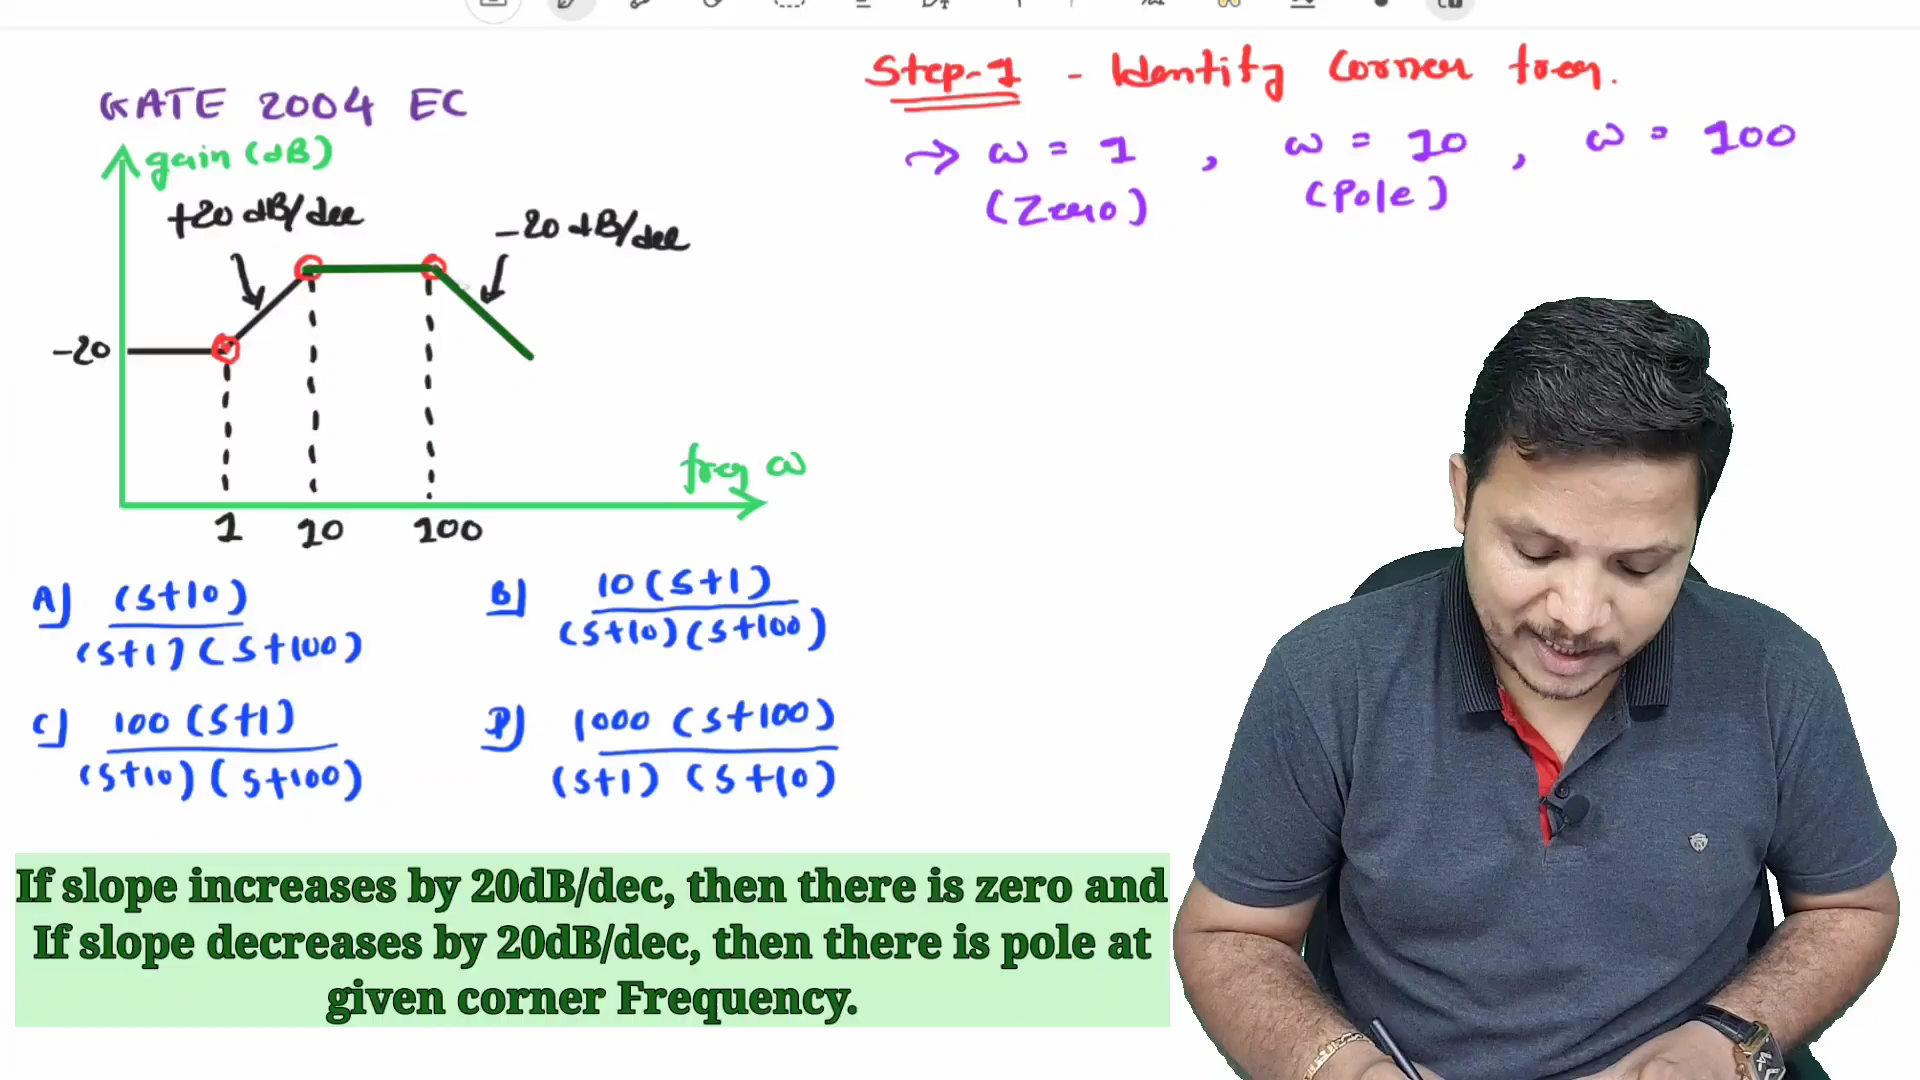 Step-1 - Identify Corner freq.
GATE 2004 EC
→ ω = 1 , ω = 10 , ω = 100
(Zero) (Pole)
gain (dB)
+20 dB/dec
-20 dB/dec
-20
freq ω
1 10 100
A] (s+10) / (s+1)(s+100)
B] 10(s+1) / (s+10)(s+100)
C] 100(s+1) / (s+10)(s+100)
D] 1000(s+100) / (s+1)(s+10)
If slope increases by 20dB/dec, then there is zero and
If slope decreases by 20dB/dec, then there is pole at
given corner Frequency.